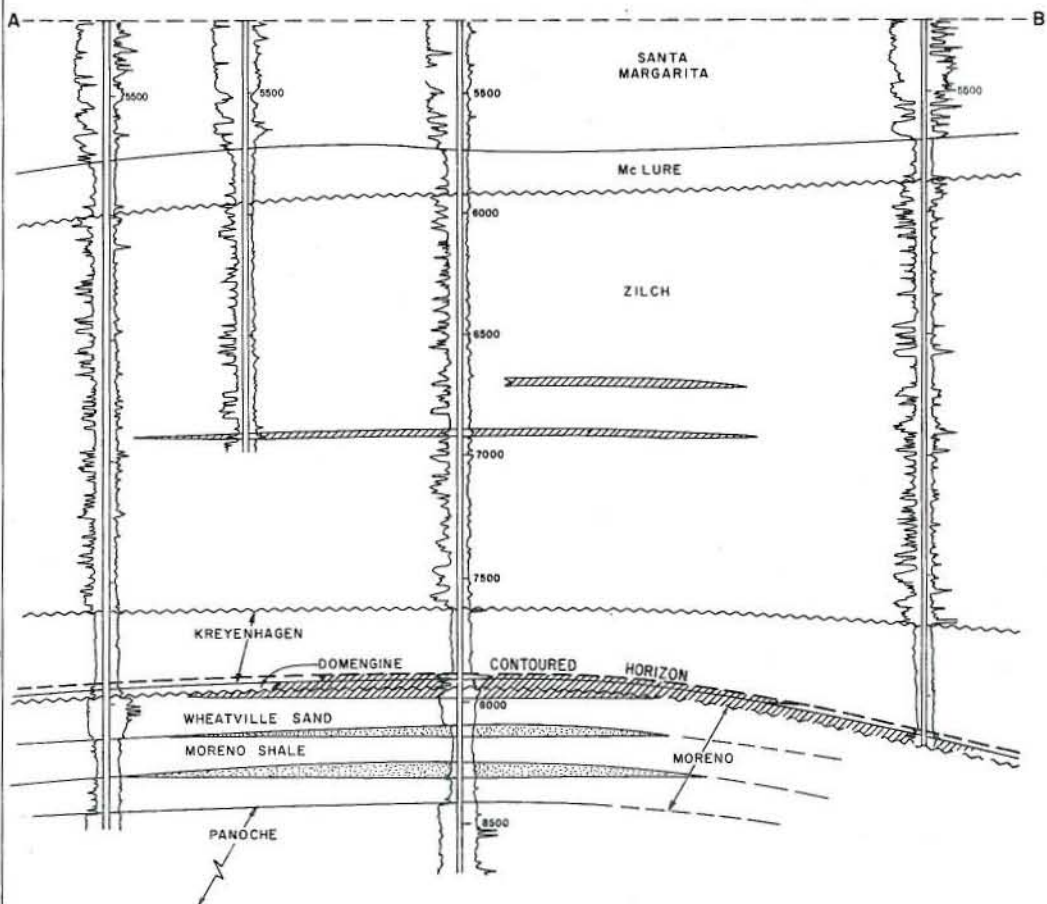 A
B
SANTA
MARGARITA
5500
5500
5500
5500
Mc LURE
6000
ZILCH
6500
7000
7500
KREYENHAGEN
DOMENGINE
CONTOURED HORIZON
8000
WHEATVILLE SAND
MORENO SHALE
MORENO
8500
PANOCHE